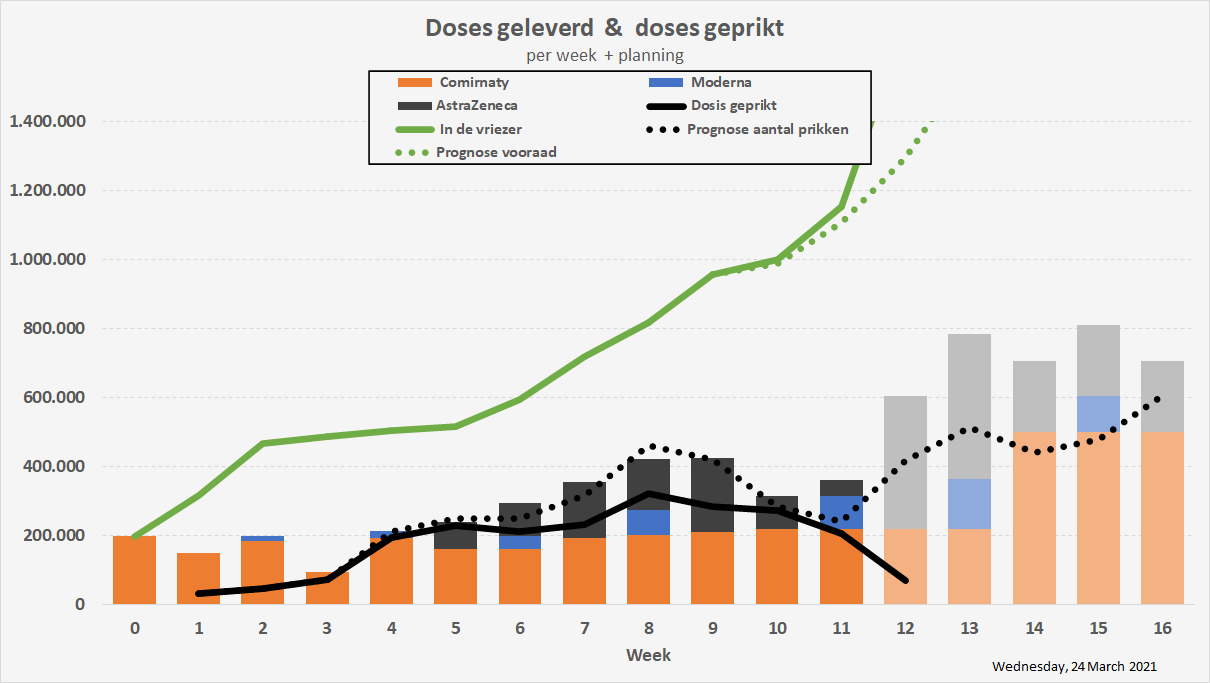 Doses geleverd & doses geprikt
per week + planning
Comirnaty
Moderna
AstraZeneca
Dosis geprikt
In de vriezer
Prognose aantal prikken
Prognose vooraad
1.400.000
1.200.000
1.000.000
800.000
600.000
400.000
200.000
0
0 1 2 3 4 5 6 7 8 9 10 11 12 13 14 15 16
Week
Wednesday, 24 March 2021